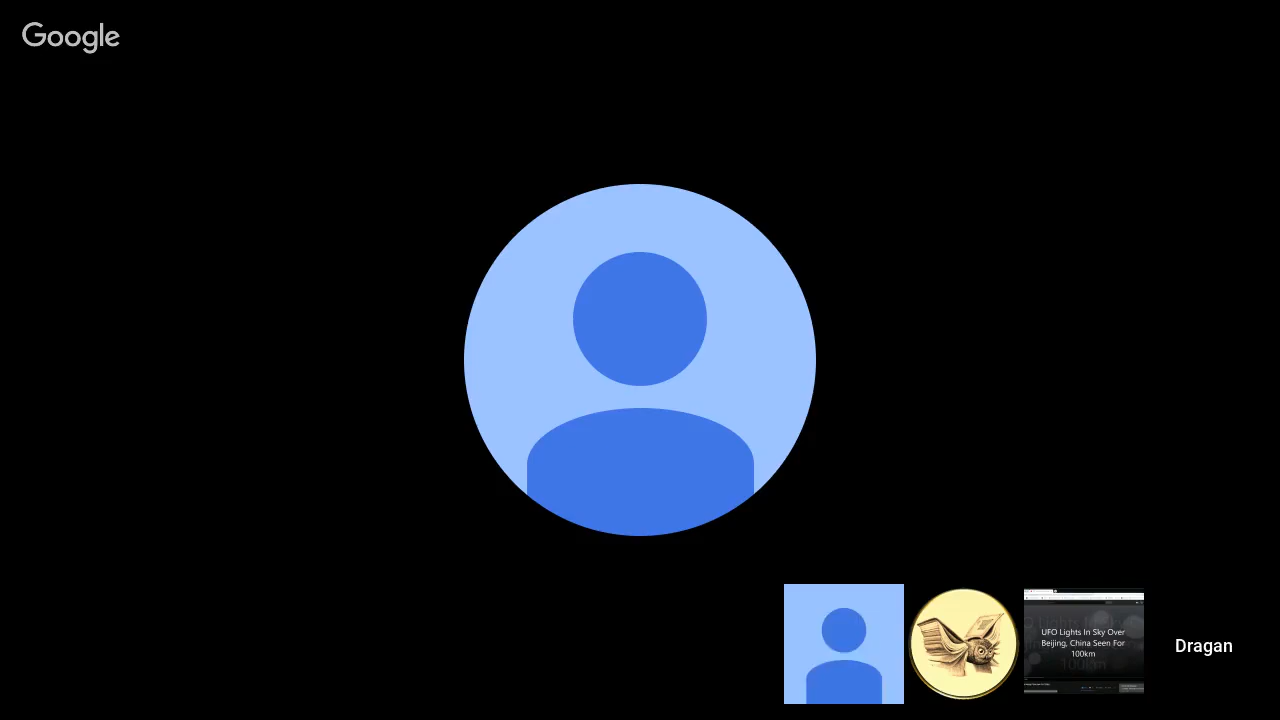 Google
UFO Lights In Sky Over
Beijing, China Seen For
100km
Dragan